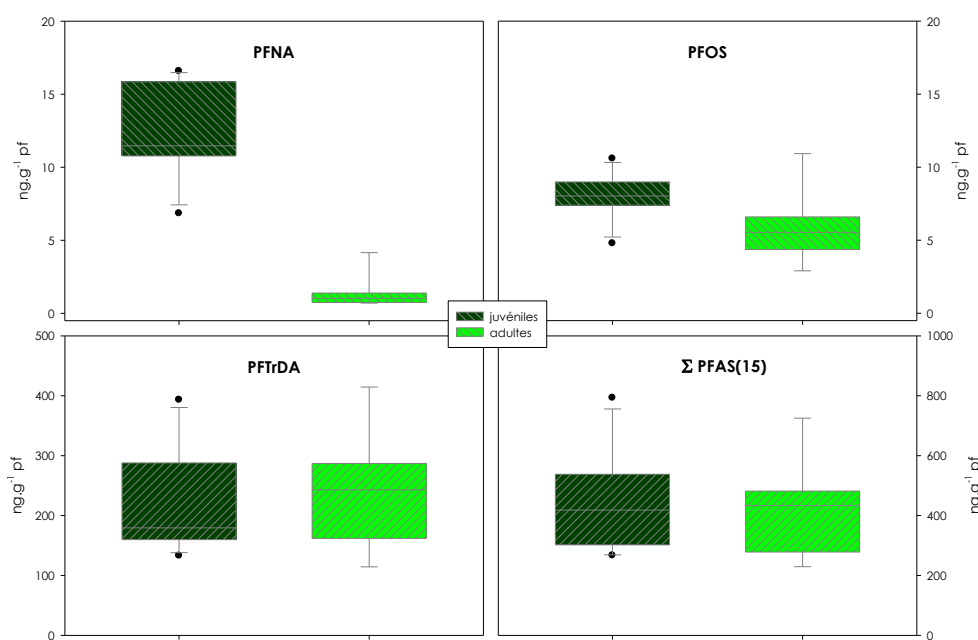 20
15
10
5
0
ng.g⁻¹ pf
PFNA
PFOS
20
15
10
5
0
ng.g⁻¹ pf
juvéniles
adultes
500
400
300
200
100
0
ng.g⁻¹ pf
PFTrDA
Σ PFAS(15)
1000
800
600
400
200
0
ng.g⁻¹ pf